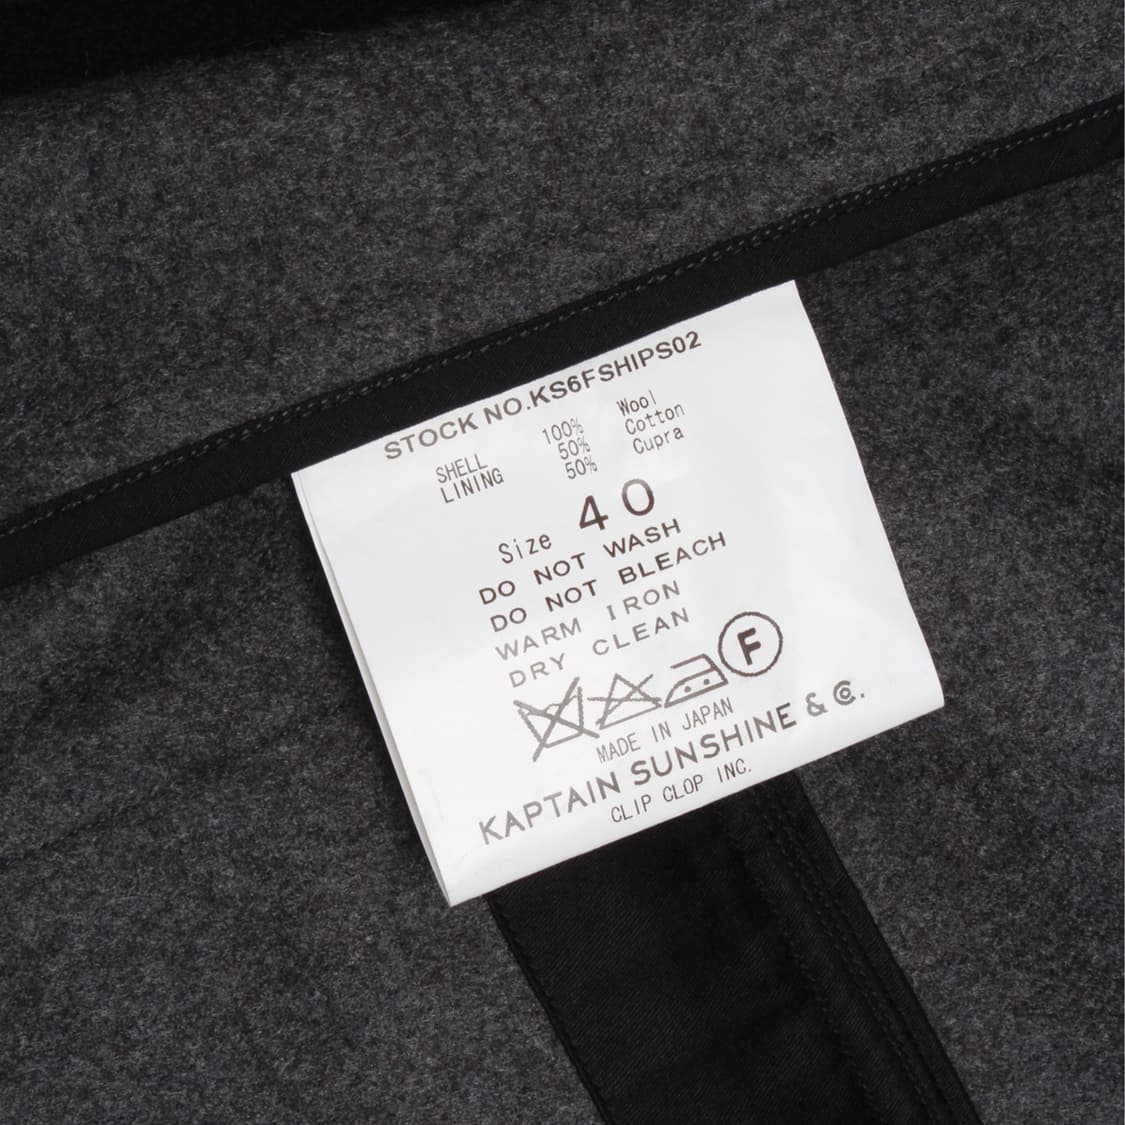 STOCK NO.KS6FSHIPS02
SHELL 100% Wool
LINING 50% Cotton
50% Cupra
Size 40
DO NOT WASH
DO NOT BLEACH
WARM IRON
DRY CLEAN
F
MADE IN JAPAN
KAPTAIN SUNSHINE & Co.
CLIP CLOP INC.